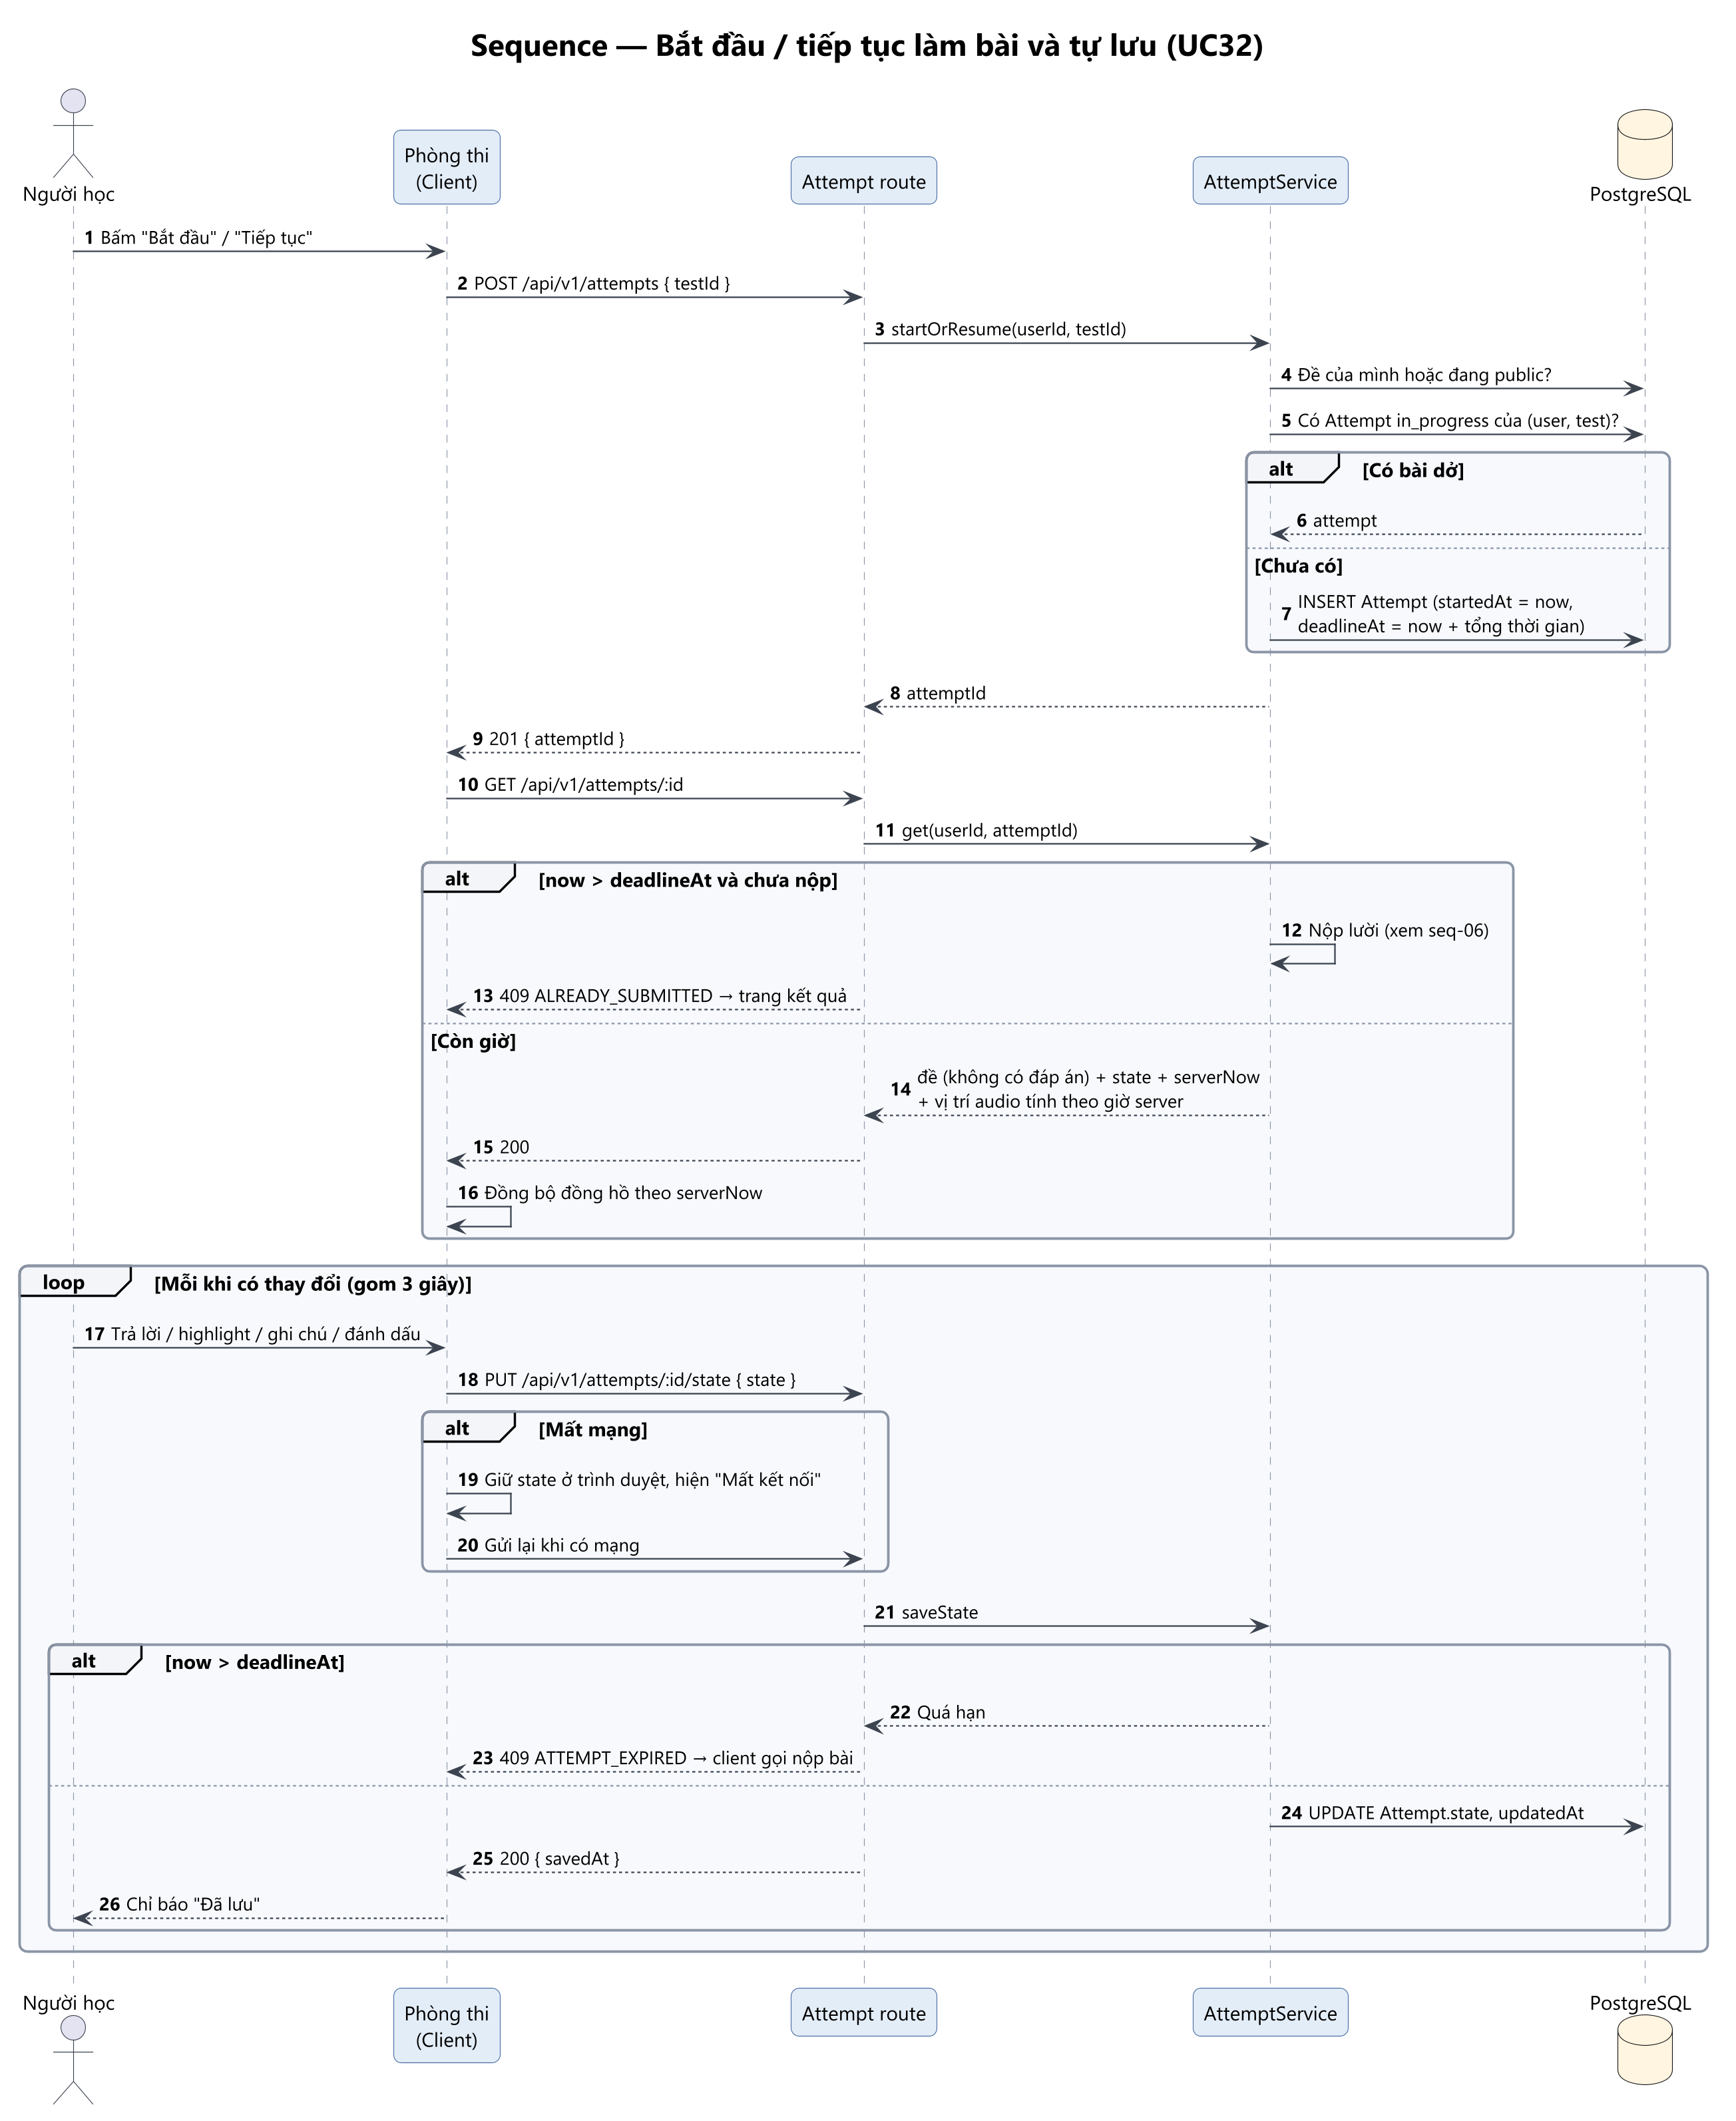 Sequence — Bắt đầu / tiếp tục làm bài và tự lưu (UC32)
Người học
Phòng thi
(Client)
Attempt route
AttemptService
PostgreSQL
1 Bấm "Bắt đầu" / "Tiếp tục"
2 POST /api/v1/attempts { testId }
3 startOrResume(userId, testId)
4 Đề của mình hoặc đang public?
5 Có Attempt in_progress của (user, test)?
alt [Có bài dở]
6 attempt
[Chưa có]
7 INSERT Attempt (startedAt = now,
deadlineAt = now + tổng thời gian)
8 attemptId
9 201 { attemptId }
10 GET /api/v1/attempts/:id
11 get(userId, attemptId)
alt [now > deadlineAt và chưa nộp]
12 Nộp lười (xem seq-06)
13 409 ALREADY_SUBMITTED → trang kết quả
[Còn giờ]
14 đề (không có đáp án) + state + serverNow
+ vị trí audio tính theo giờ server
15 200
16 Đồng bộ đồng hồ theo serverNow
loop [Mỗi khi có thay đổi (gom 3 giây)]
17 Trả lời / highlight / ghi chú / đánh dấu
18 PUT /api/v1/attempts/:id/state { state }
alt [Mất mạng]
19 Giữ state ở trình duyệt, hiện "Mất kết nối"
20 Gửi lại khi có mạng
21 saveState
alt [now > deadlineAt]
22 Quá hạn
23 409 ATTEMPT_EXPIRED → client gọi nộp bài
24 UPDATE Attempt.state, updatedAt
25 200 { savedAt }
26 Chỉ báo "Đã lưu"
Người học
Phòng thi
(Client)
Attempt route
AttemptService
PostgreSQL